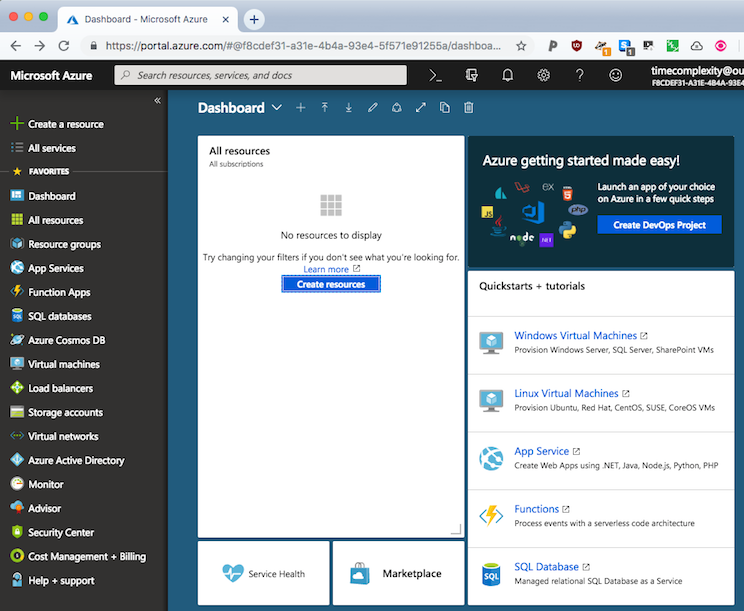 Dashboard - Microsoft Azure
https://portal.azure.com/#@f8cdef31-a31e-4b4a-93e4-5f571e91255a/dashboa...
1
1
Microsoft Azure
Search resources, services, and docs
timecomplexity@ou
F8CDEF31-A31E-4B4A-93E4
Create a resource
All services
FAVORITES
Dashboard
All resources
Resource groups
App Services
Function Apps
SQL databases
Azure Cosmos DB
Virtual machines
Load balancers
Storage accounts
Virtual networks
Azure Active Directory
Monitor
Advisor
Security Center
Cost Management + Billing
Help + support
Dashboard
All resources
All subscriptions
No resources to display
Try changing your filters if you don't see what you're looking for.
Learn more
Create resources
Service Health
Marketplace
Azure getting started made easy!
Launch an app of your choice
on Azure in a few quick steps
Create DevOps Project
EX
JS
php
node
.NET
Quickstarts + tutorials
Windows Virtual Machines
Provision Windows Server, SQL Server, SharePoint VMs
Linux Virtual Machines
Provision Ubuntu, Red Hat, CentOS, SUSE, CoreOS VMs
App Service
Create Web Apps using .NET, Java, Node.js, Python, PHP
Functions
Process events with a serverless code architecture
SQL Database
Managed relational SQL Database as a Service